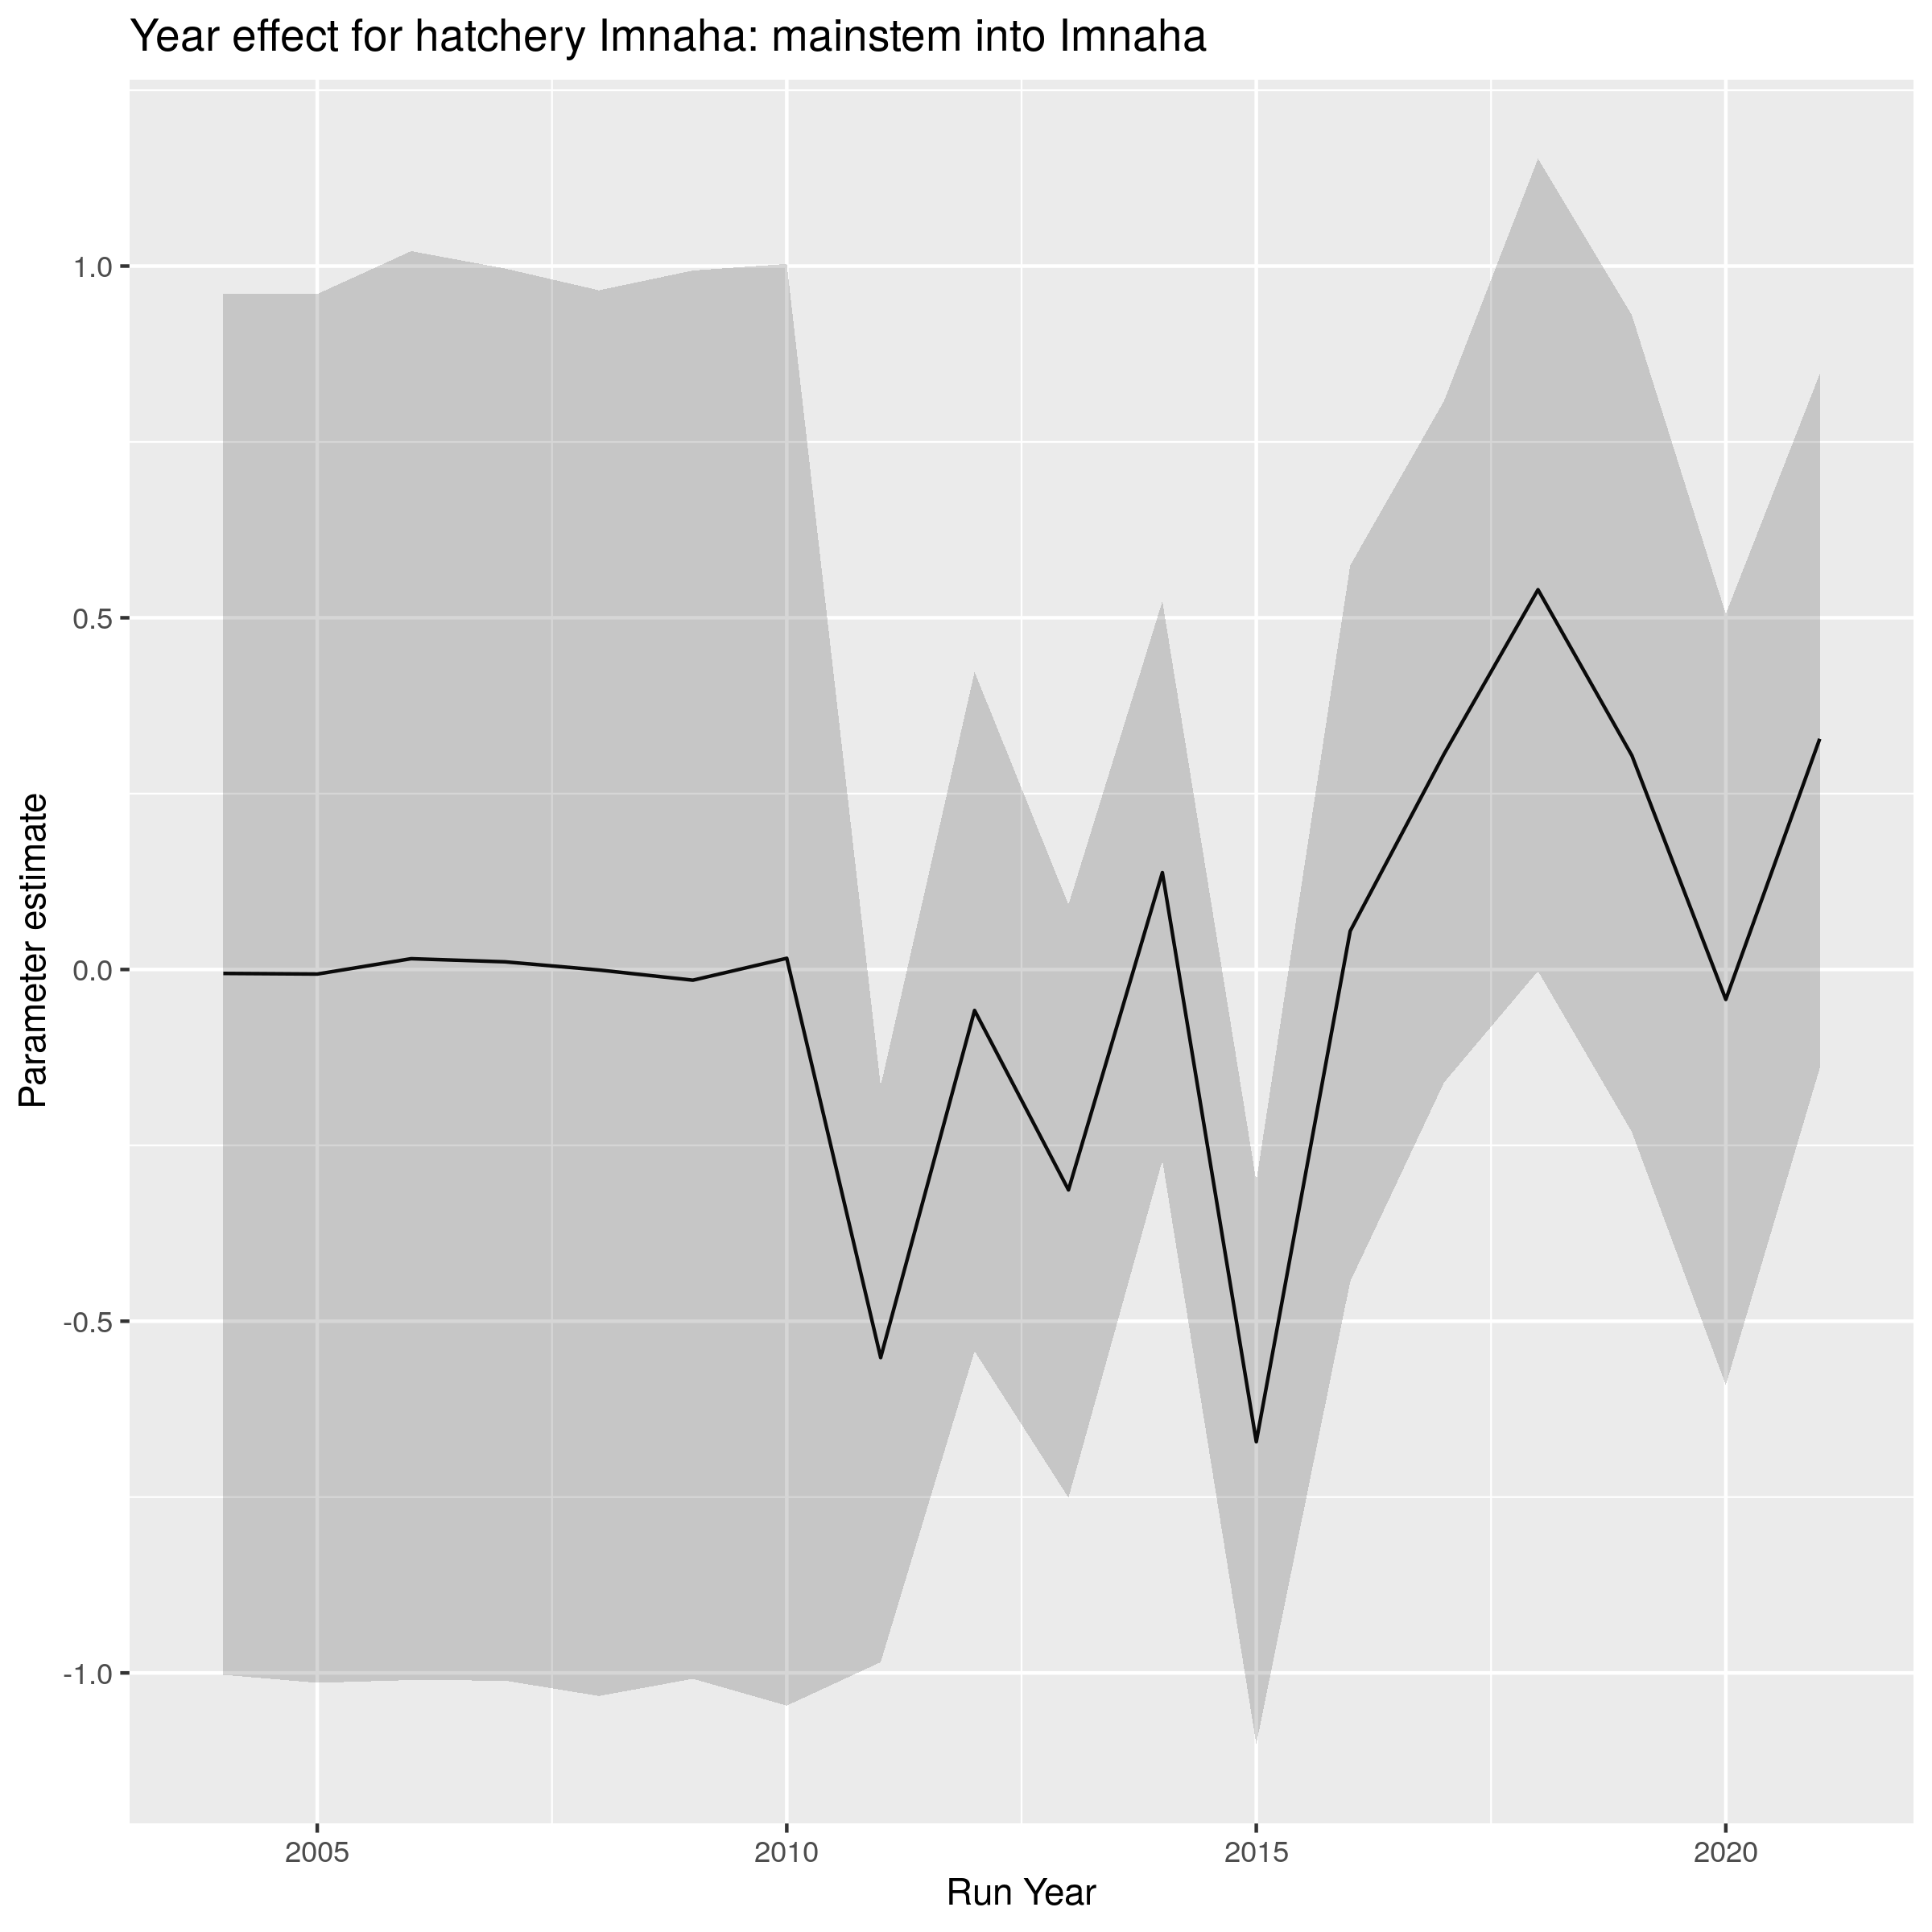 Year effect for hatchery Imnaha: mainstem into Imnaha
Parameter estimate
1.0
0.5
0.0
-0.5
-1.0
2005 2010 2015 2020
Run Year